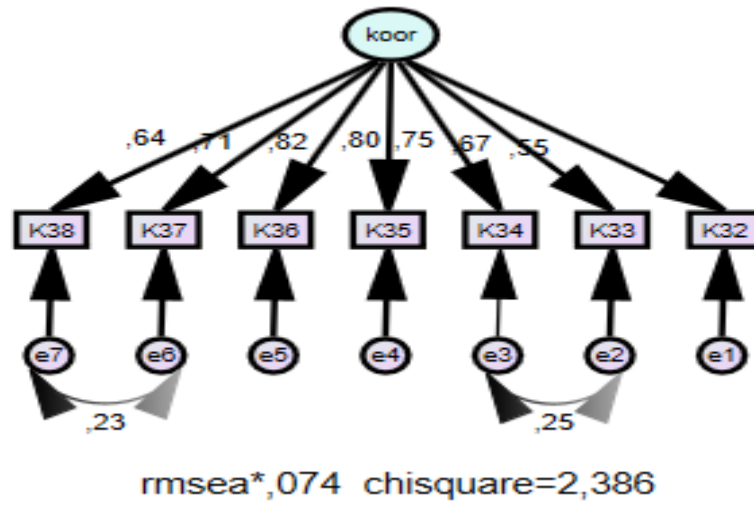 koor
,64 ,71 ,82 ,80 ,75 ,67 ,55
K38 K37 K36 K35 K34 K33 K32
e7 e6 e5 e4 e3 e2 e1
,23 ,25
rmsea*,074 chisquare=2,386